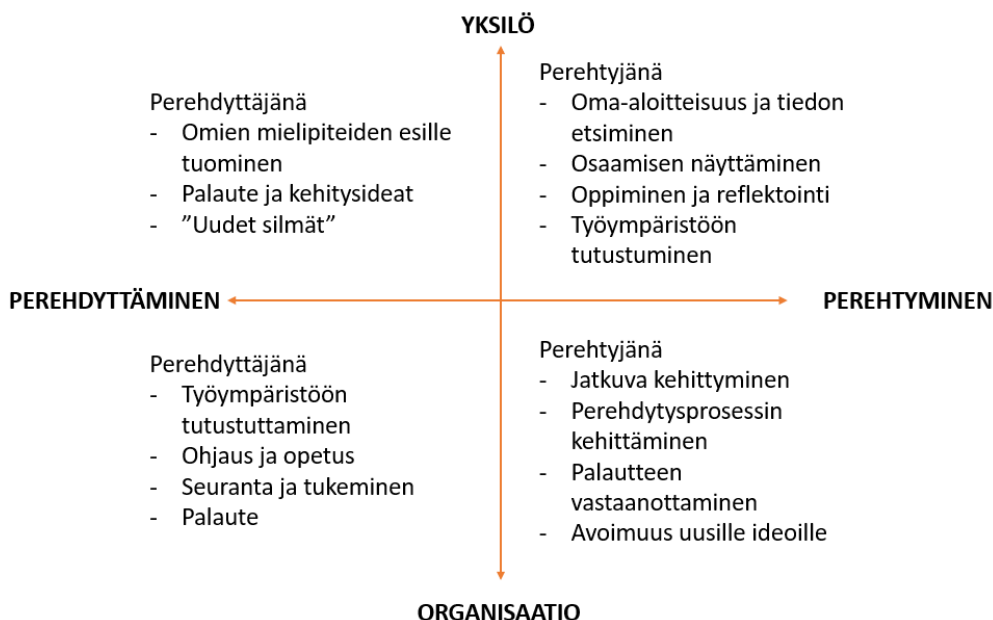 YKSILÖ
Perehdyttäjänä
- Omien mielipiteiden esille
tuominen
- Palaute ja kehitysideat
- ”Uudet silmät”
Perehtyjänä
- Oma-aloitteisuus ja tiedon
etsiminen
- Osaamisen näyttäminen
- Oppiminen ja reflektointi
- Työympäristöön
tutustuminen
PEREHDYTTÄMINEN
PEREHTYMINEN
Perehdyttäjänä
- Työympäristöön
tutustuttaminen
- Ohjaus ja opetus
- Seuranta ja tukeminen
- Palaute
Perehtyjänä
- Jatkuva kehittyminen
- Perehdytysprosessin
kehittäminen
- Palautteen
vastaanottaminen
- Avoimuus uusille ideoille
ORGANISAATIO